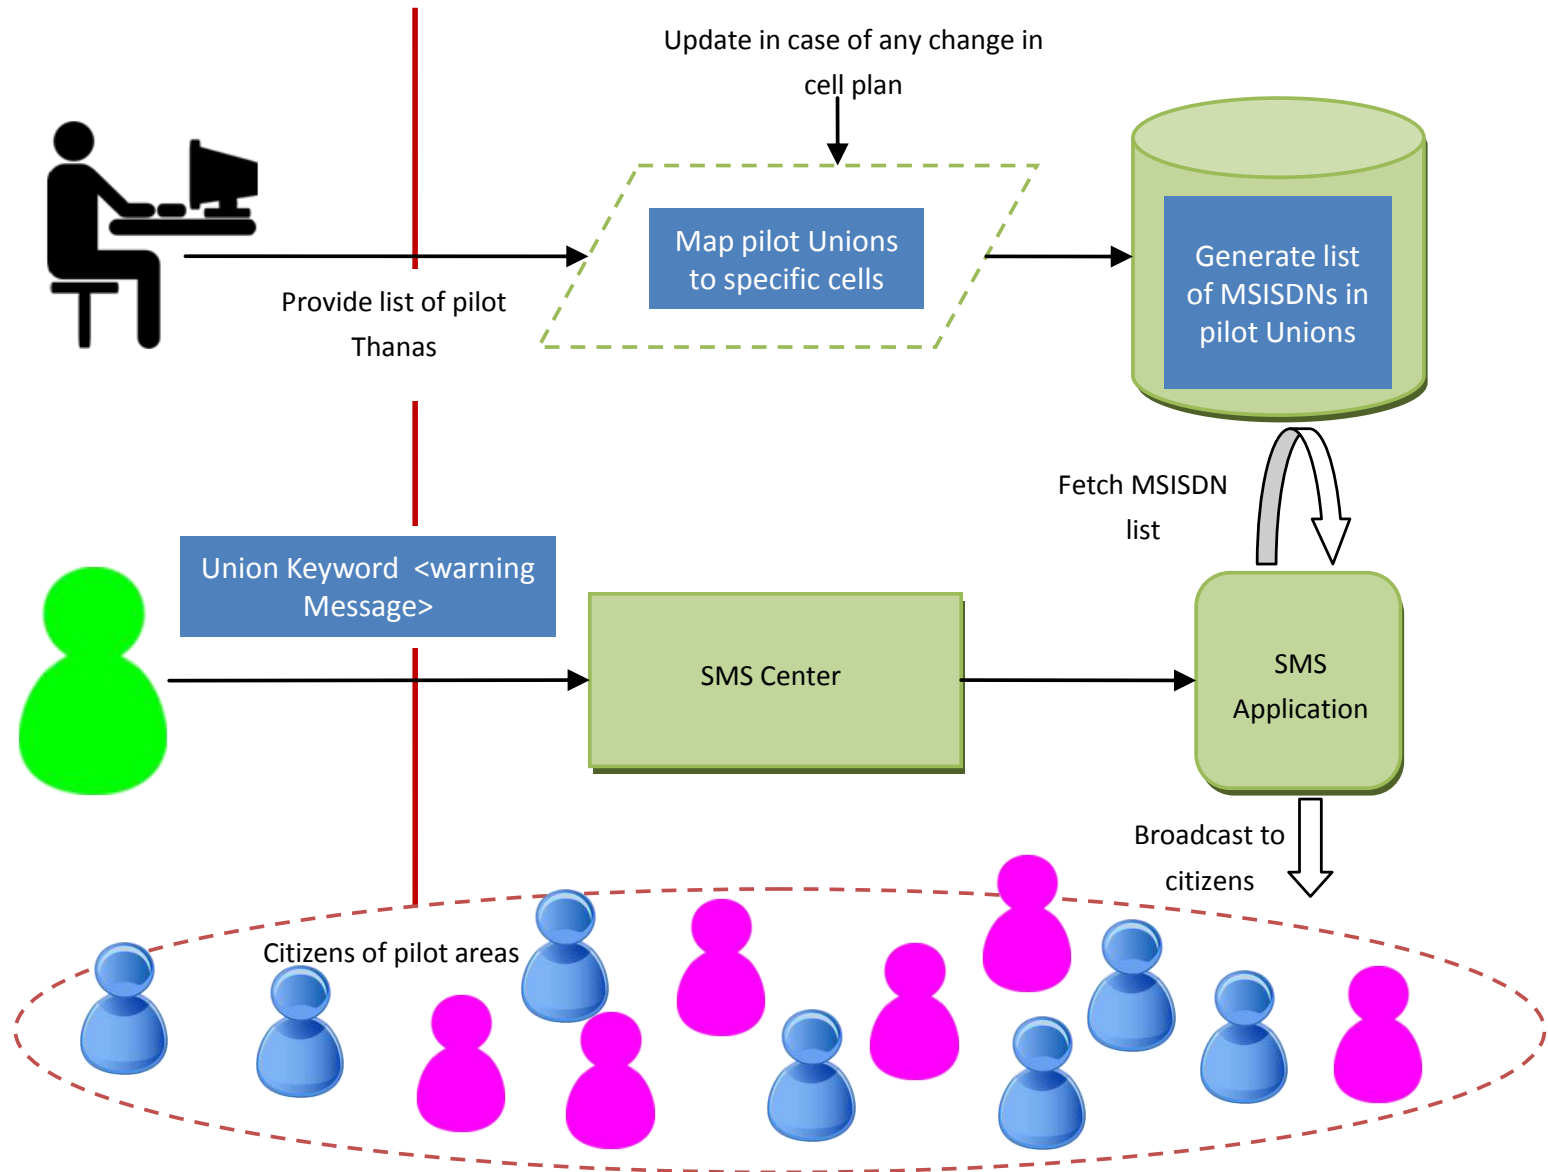 Update in case of any change in
cell plan
Map pilot Unions
to specific cells
Generate list
of MSISDNs in
pilot Unions
Provide list of pilot
Thanas
Fetch MSISDN
list
Union Keyword <warning
Message>
SMS Center
SMS
Application
Broadcast to
citizens
Citizens of pilot areas